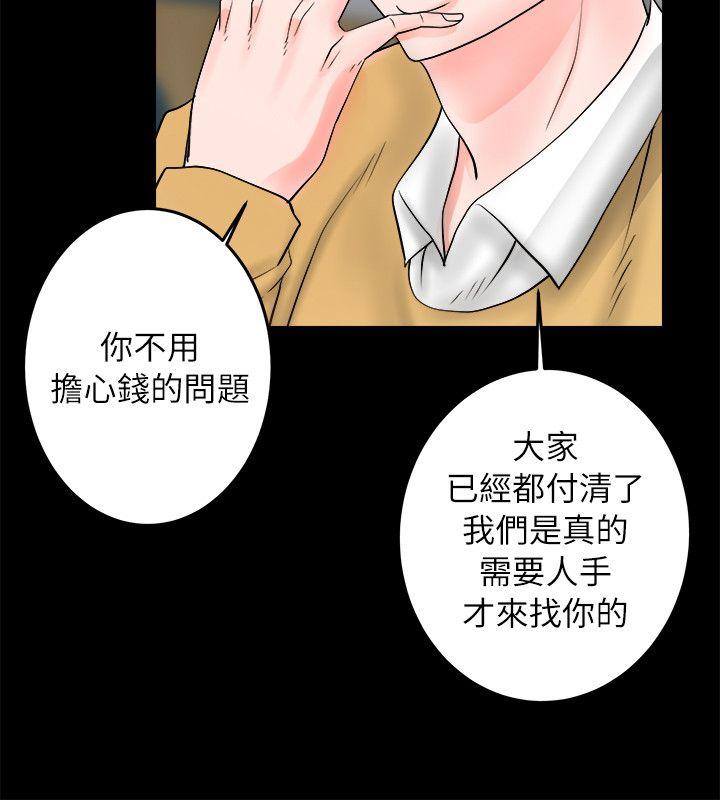 你不用
擔心錢的問題
大家
已經都付清了
我們是真的
需要人手
才來找你的